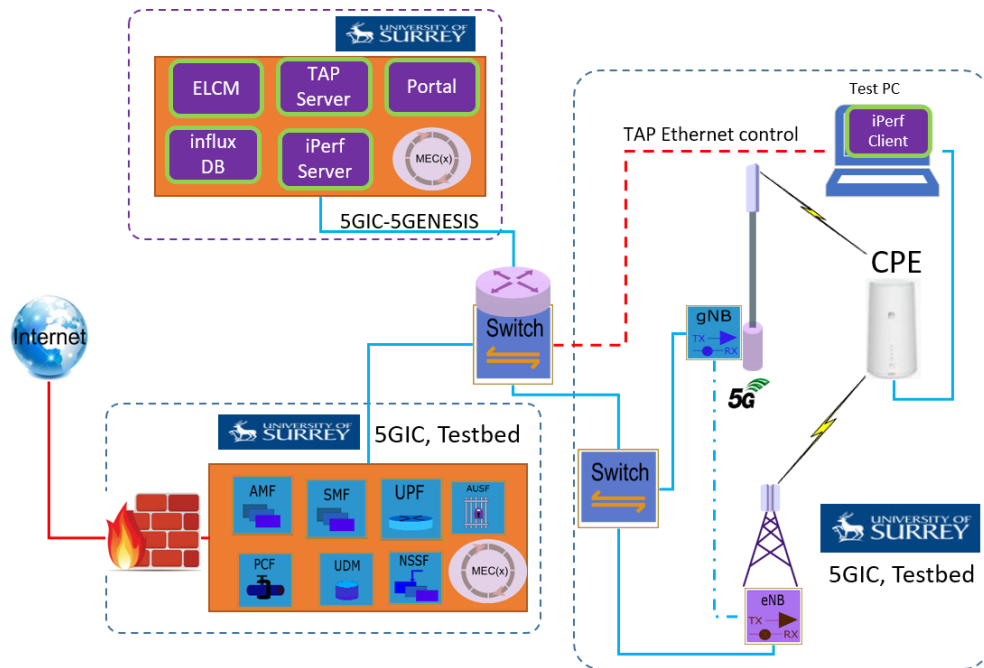 UNIVERSITY OF
SURREY
ELCM
TAP
Server
Portal
influx
DB
iPerf
Server
MEC(x)
5GIC-5GENESIS
Test PC
iPerf
Client
TAP Ethernet control
CPE
Internet
Switch
gNB
TX
RX
5G
UNIVERSITY OF
SURREY
5GIC, Testbed
AMF
SMF
UPF
AUSF
PCF
UDM
NSSF
MEC(x)
Switch
UNIVERSITY OF
SURREY
5GIC, Testbed
eNB
TX
RX